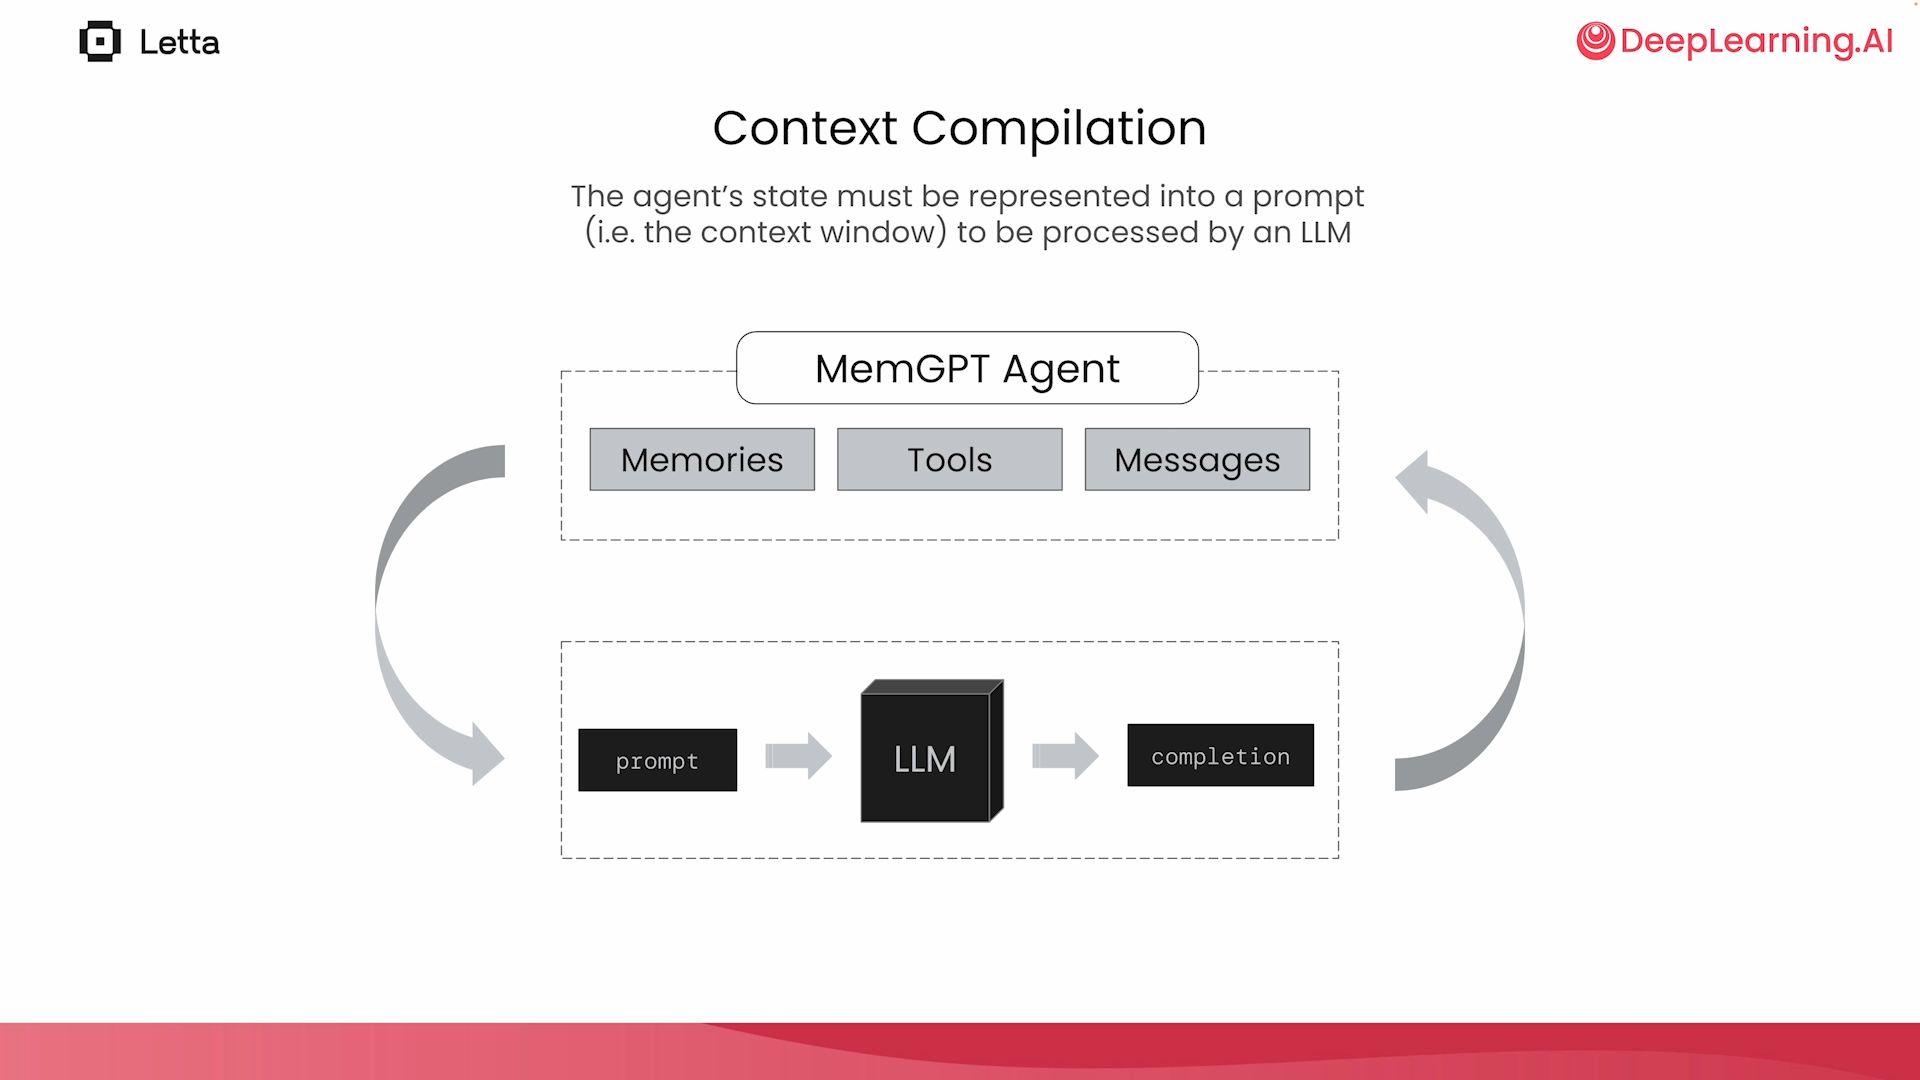 Letta
DeepLearning.AI
Context Compilation
The agent’s state must be represented into a prompt
(i.e. the context window) to be processed by an LLM
MemGPT Agent
Memories
Tools
Messages
prompt
LLM
completion